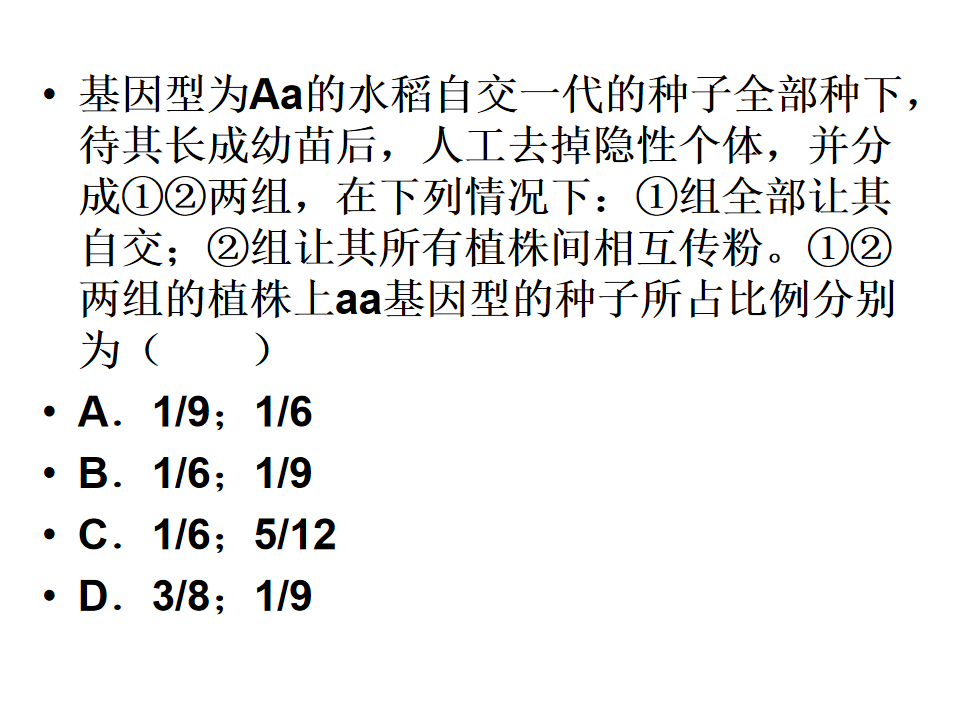 • 基因型为Aa的水稻自交一代的种子全部种下，
待其长成幼苗后，人工去掉隐性个体，并分
成①②两组，在下列情况下：①组全部让其
自交；②组让其所有植株间相互传粉。①②
两组的植株上aa基因型的种子所占比例分别
为（　　）
• A．1/9；1/6
• B．1/6；1/9
• C．1/6；5/12
• D．3/8；1/9